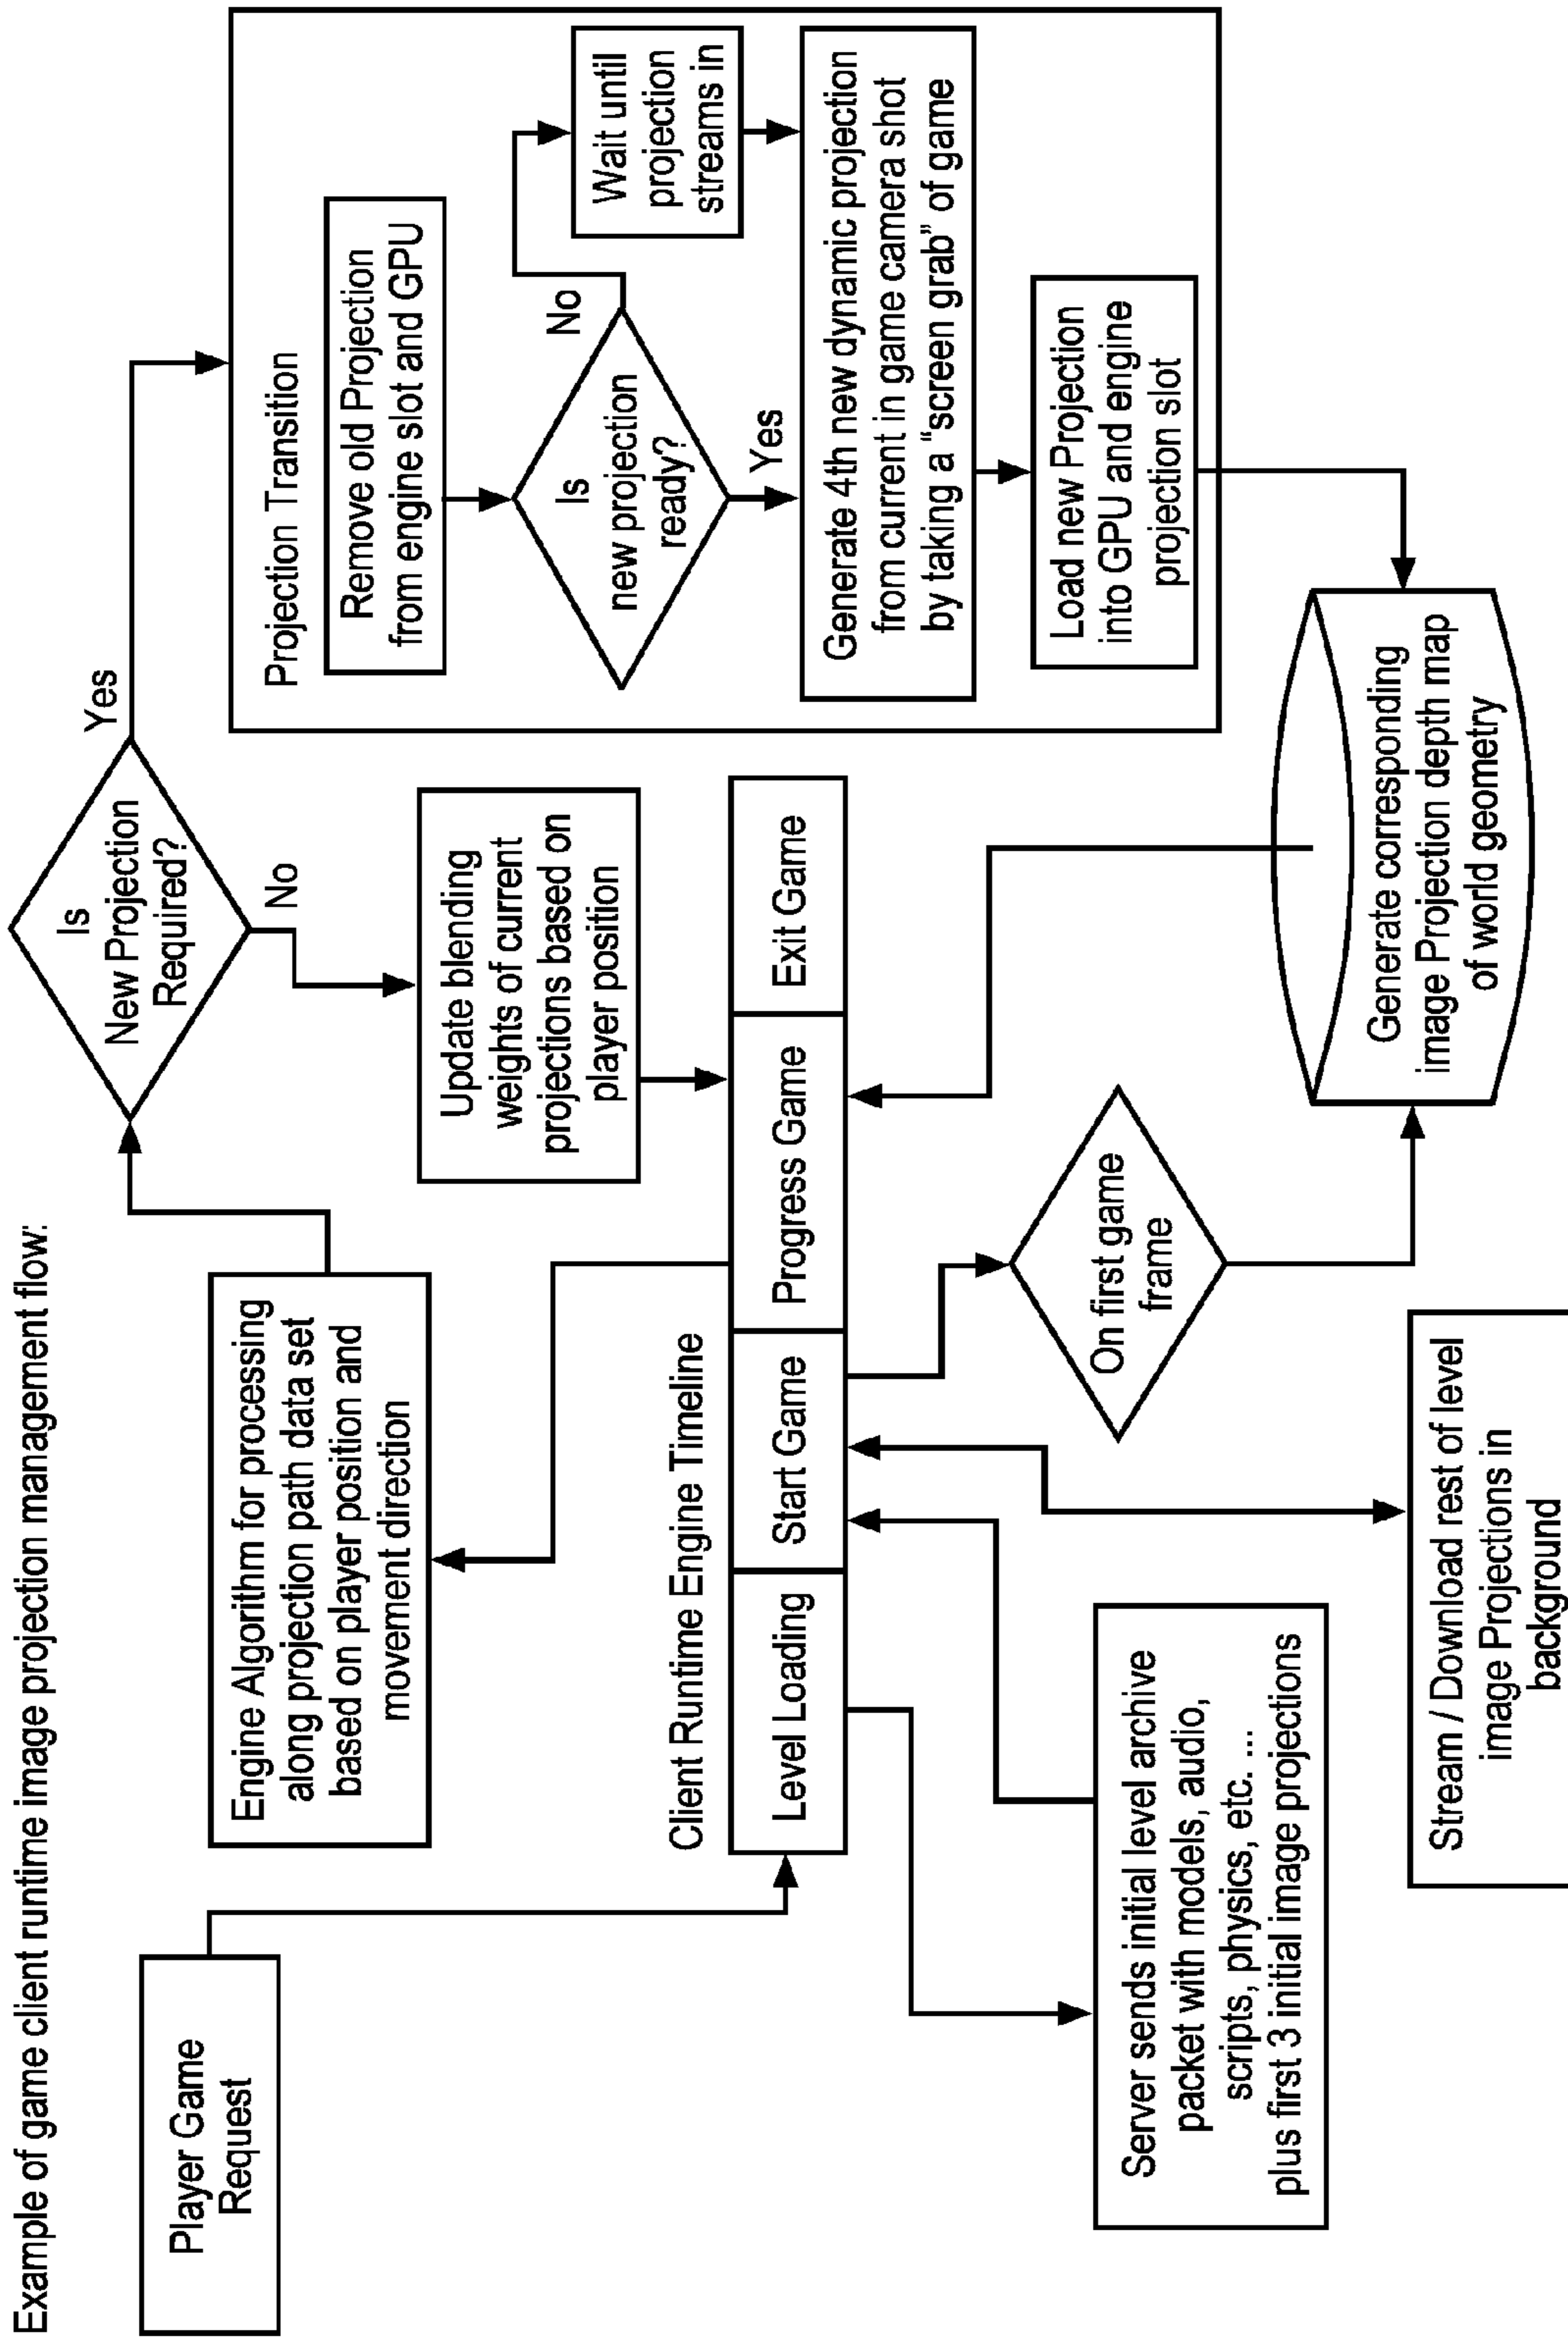 Example of game client runtime image projection management flow:
Player Game
Request
Engine Algorithm for processing
along projection path data set
based on player position and
movement direction
Is
New Projection
Required?
Yes
No
Update blending
weights of current
projections based on
player position
Projection Transition
Remove old Projection
from engine slot and GPU
Is
new projection
ready?
No
Yes
Wait until
projection
streams in
Generate 4th new dynamic projection
from current in game camera shot
by taking a “screen grab” of game
Load new Projection
into GPU and engine
projection slot
Client Runtime Engine Timeline
Level Loading
Start Game
Progress Game
Exit Game
Server sends initial level archive
packet with models, audio,
scripts, physics, etc. ...
plus first 3 initial image projections
On first game
frame
Generate corresponding
image Projection depth map
of world geometry
Stream / Download rest of level
image Projections in
background